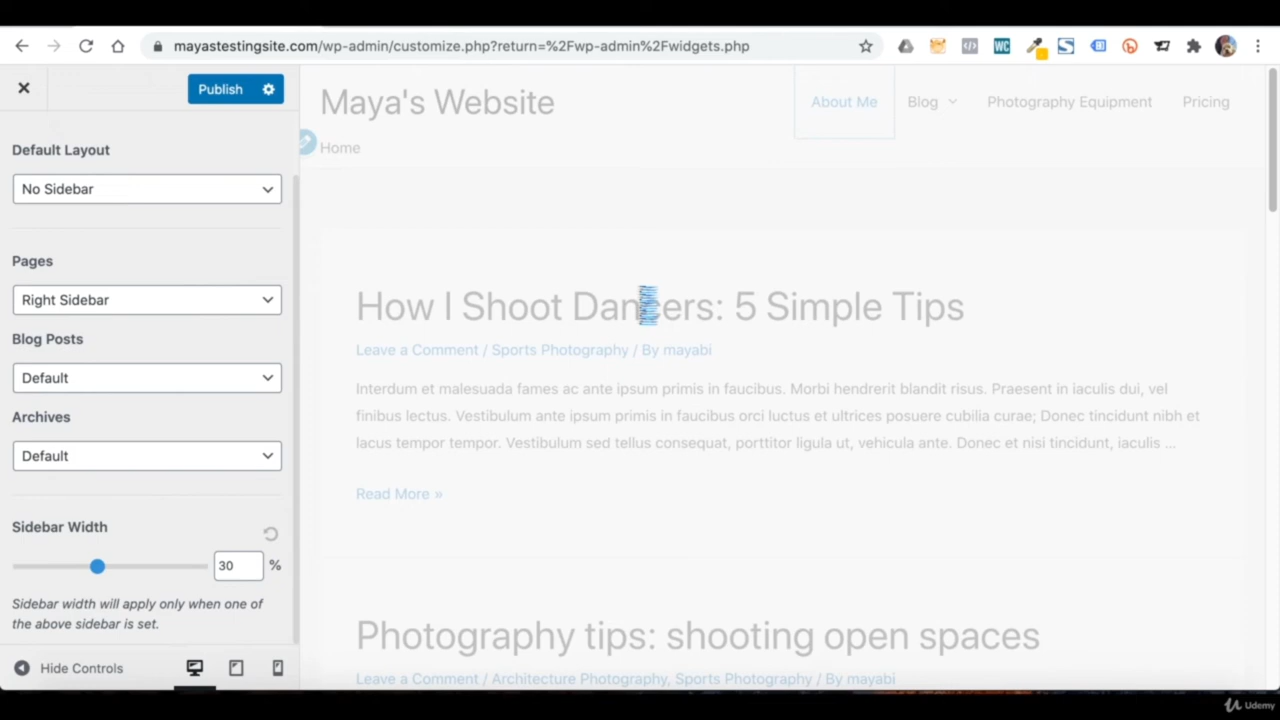 mayastestingsite.com/wp-admin/customize.php?return=%2Fwp-admin%2Fwidgets.php
WC
Publish
Default Layout
No Sidebar
Pages
Right Sidebar
Blog Posts
Default
Archives
Default
Sidebar Width
30 %
Sidebar width will apply only when one of
the above sidebar is set.
Hide Controls
Maya's Website
About Me Blog Photography Equipment Pricing
Home
How I Shoot Dancers: 5 Simple Tips
Leave a Comment / Sports Photography / By mayabi
Interdum et malesuada fames ac ante ipsum primis in faucibus. Morbi hendrerit blandit risus. Praesent in iaculis dui, vel
finibus lectus. Vestibulum ante ipsum primis in faucibus orci luctus et ultrices posuere cubilia curae; Donec tincidunt nibh et
lacus tempor tempor. Vestibulum sed tellus consequat, porttitor ligula ut, vehicula ante. Donec et nisi tincidunt, iaculis ...
Read More »
Photography tips: shooting open spaces
Leave a Comment / Architecture Photography, Sports Photography / By mayabi
Udemy